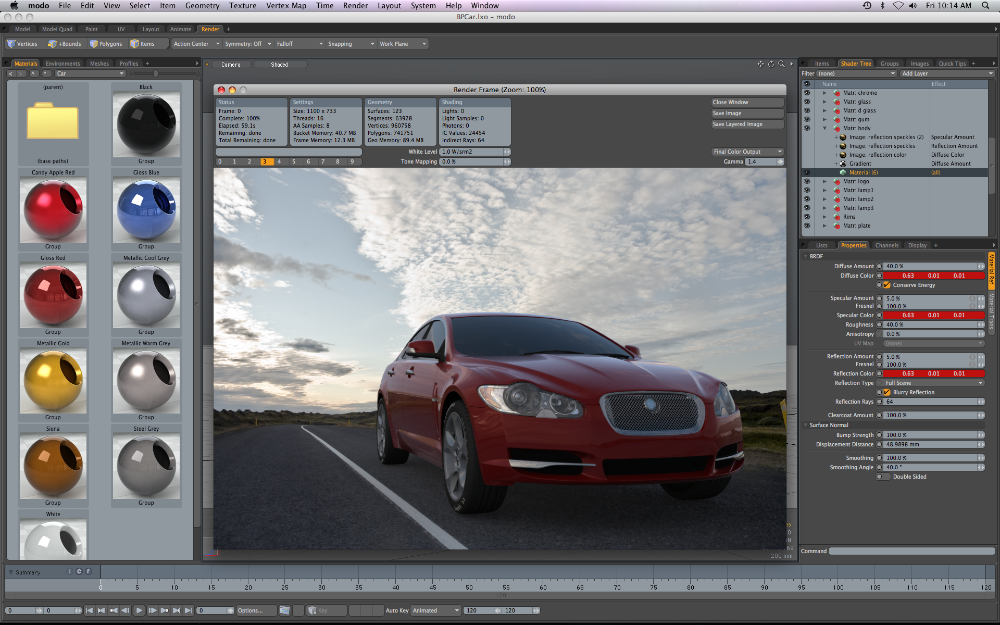 modo File Edit View Select Item Geometry Texture Vertex Map Time Render Layout System Help Window Fri 10:14 AM
BPCar.lxo – modo
Model Model Quad Paint UV Layout Animate Render +
Vertices +Bounds Polygons Items Action Center Symmetry: Off Falloff Snapping Work Plane
Materials Environments Meshes Profiles +
< > ^ * Car
(parent)
(base paths)
Black
Group
Candy Apple Red
Group
Gloss Blue
Group
Gloss Red
Group
Metallic Cool Grey
Group
Metallic Gold
Group
Metallic Warm Grey
Group
Siena
Group
Steel Grey
Group
White
Camera Shaded
Render Frame (Zoom: 100%)
Status
Frame: 0
Complete: 100%
Elapsed: 59.1s
Remaining: done
Total Remaining: done
Settings
Size: 1100 x 733
Threads: 16
AA Samples: 8
Bucket Memory: 40.7 MB
Frame Memory: 12.3 MB
Geometry
Surfaces: 123
Segments: 63928
Vertices: 960758
Polygons: 741751
Geo Memory: 89.4 MB
Shading
Lights: 0
Light Samples: 0
Photons: 0
IC Values: 24454
Indirect Rays: 64
Close Window
Save Image
Save Layered Image
White Level 1.0 W/srm2
Final Color Output
0 1 2 3 4 5 6 7 8 9
Tone Mapping 0.0 %
Gamma 1.4
200 mm
Items Shader Tree Groups Images Quick Tips +
Filter (none) Add Layer
Name Effect
Matr: chrome
Matr: glass
Matr: d glass
Matr: gum
Matr: body
+ Image: reflection speckles (2) Specular Amount
+ Image: reflection speckles Reflection Amount
+ Image: reflection color Diffuse Color
+ Gradient Diffuse Amount
Material (6) (all)
Matr: logo
Matr: lamp1
Matr: lamp2
Matr: lamp3
Rims
Matr: plate
Lists Properties Channels Display +
Material Ref
Material Trans
BRDF
Diffuse Amount 40.0 %
Diffuse Color 0.63 0.01 0.01
Conserve Energy
Specular Amount 5.0 %
Fresnel 100.0 %
Specular Color 0.63 0.01 0.01
Roughness 40.0 %
Anisotropy 0.0 %
UV Map (none)
Reflection Amount 5.0 %
Fresnel 100.0 %
Reflection Color 0.63 0.01 0.01
Reflection Type Full Scene
Blurry Reflection
Reflection Rays 64
Clearcoat Amount 100.0 %
Surface Normal
Bump Strength 100.0 %
Displacement Distance 48.9898 mm
Smoothing 100.0 %
Smoothing Angle 40.0 °
Double Sided
Command
Summary i c r
0 5 10 15 20 25 30 35 40 45 50 55 60 65 70 75 80 85 90 95 100 105 110 115 120
120
0 0 0 Options... Key Auto Key Animated 120 120